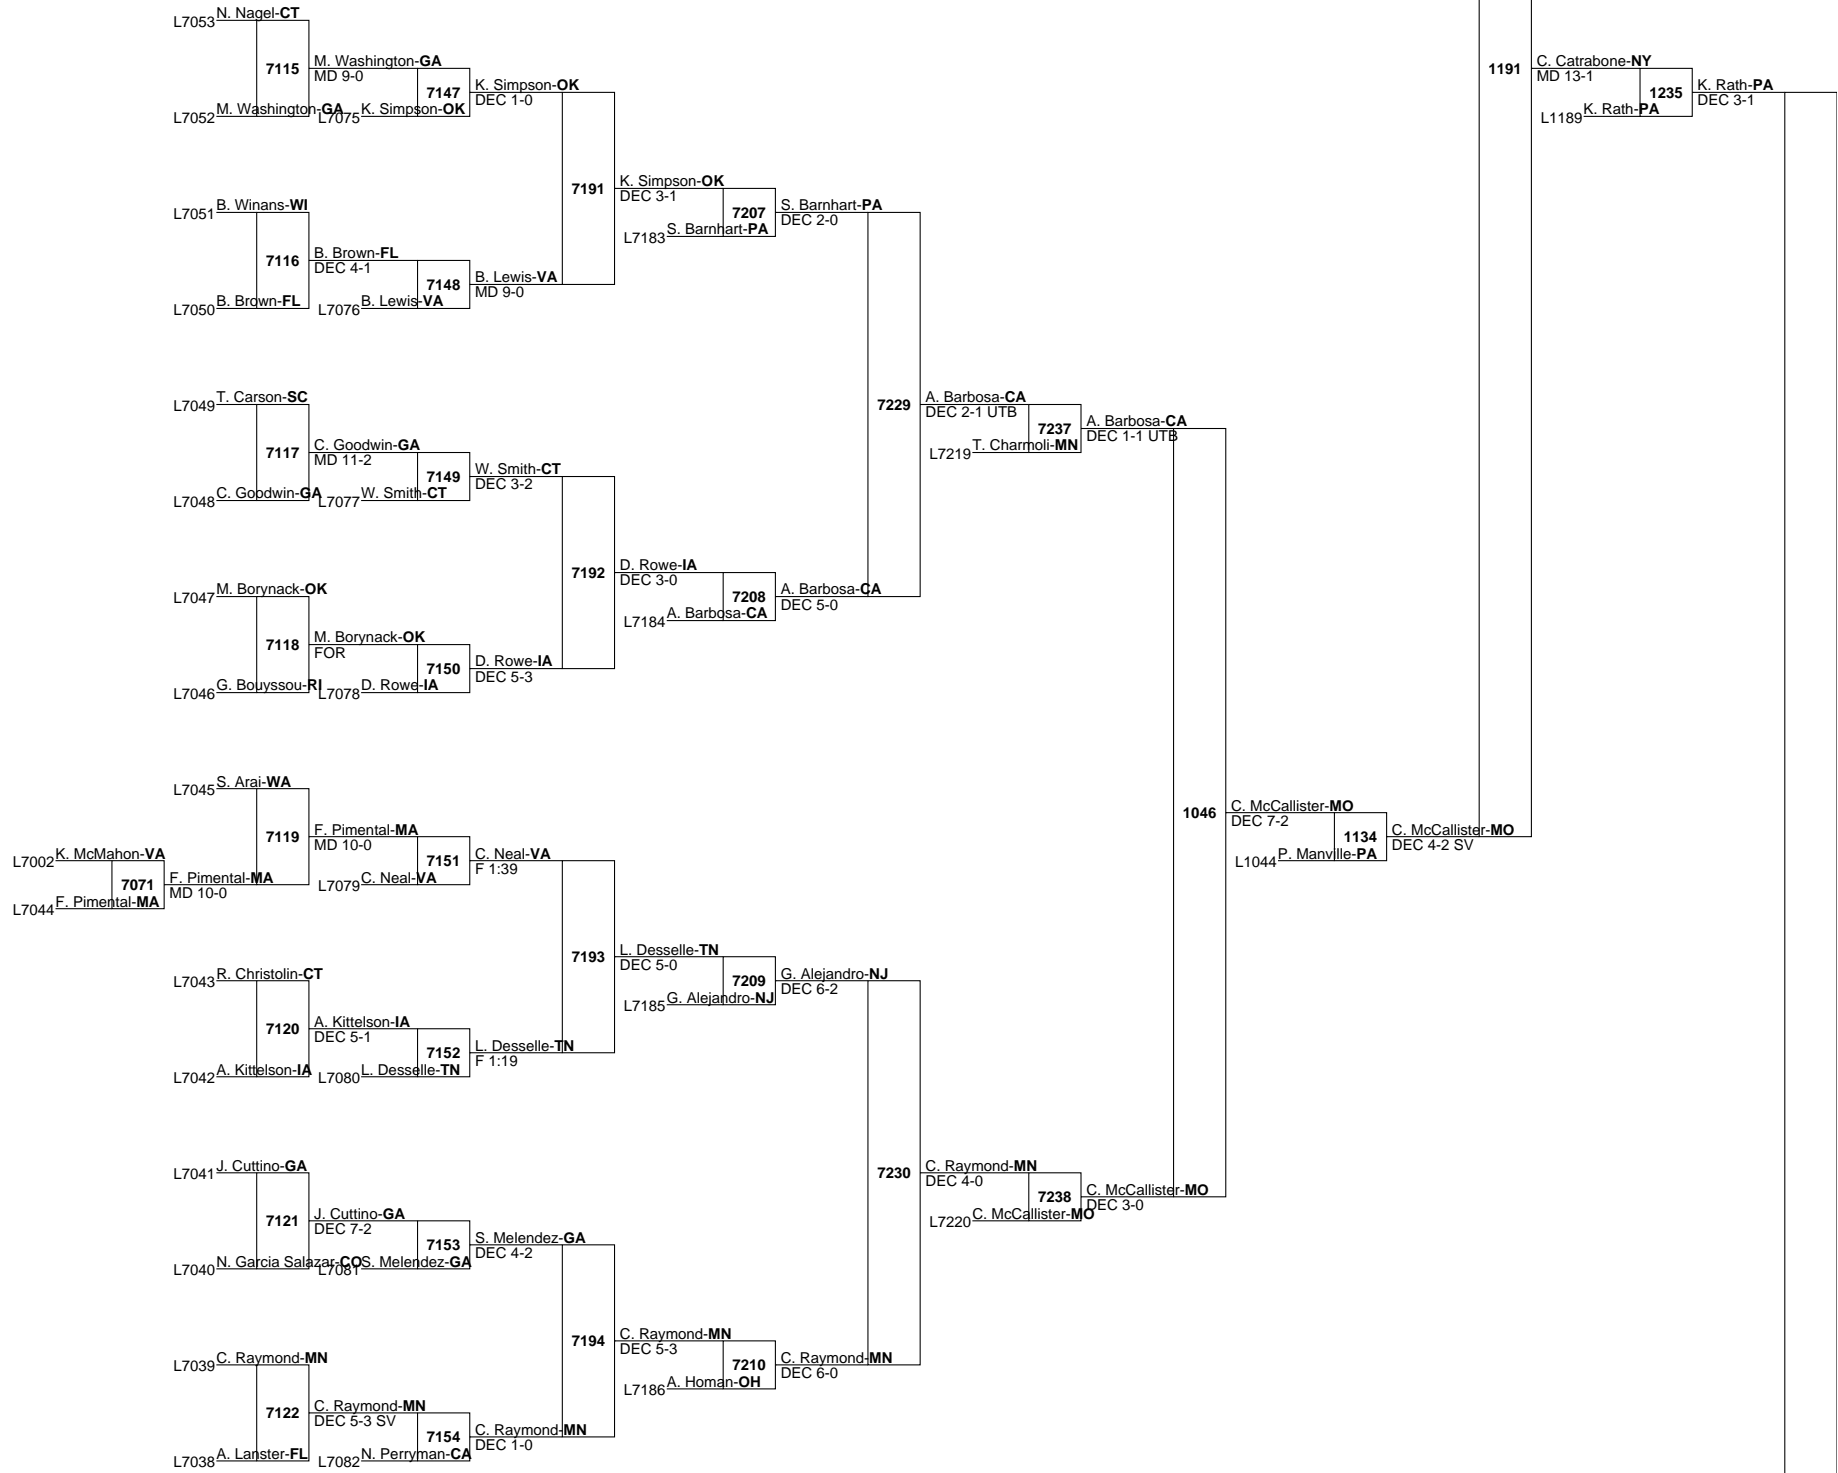 L7053 N. Nagel-CT
7115
M. Washington-GA
MD 9-0
L7052 M. Washington-GA
7147
L7075 K. Simpson-OK
K. Simpson-OK
DEC 1-0
L7051 B. Winans-WI
7116
B. Brown-FL
DEC 4-1
L7050 B. Brown-FL
7148
L7076 B. Lewis-VA
B. Lewis-VA
MD 9-0
7191
K. Simpson-OK
DEC 3-1
7207
L7183 S. Barnhart-PA
S. Barnhart-PA
DEC 2-0
L7049 T. Carson-SC
7117
C. Goodwin-GA
MD 11-2
L7048 C. Goodwin-GA
7149
L7077 W. Smith-CT
W. Smith-CT
DEC 3-2
L7047 M. Borynack-OK
7118
M. Borynack-OK
FOR
L7046 G. Bouyssou-RI
7150
L7078 D. Rowe-IA
D. Rowe-IA
DEC 5-3
7192
D. Rowe-IA
DEC 3-0
7208
L7184 A. Barbosa-CA
A. Barbosa-CA
DEC 5-0
7229
A. Barbosa-CA
DEC 2-1 UTB
7237
L7219 T. Charmoli-MN
A. Barbosa-CA
DEC 1-1 UTB
L7045 S. Arai-WA
7119
L7002 K. McMahon-VA
7071
L7044 F. Pimental-MA
F. Pimental-MA
MD 10-0
F. Pimental-MA
MD 10-0
7151
L7079 C. Neal-VA
C. Neal-VA
F 1:39
L7043 R. Christolin-CT
7120
A. Kittelson-IA
DEC 5-1
L7042 A. Kittelson-IA
7152
L7080 L. Desselle-TN
L. Desselle-TN
F 1:19
7193
L. Desselle-TN
DEC 5-0
7209
L7185 G. Alejandro-NJ
G. Alejandro-NJ
DEC 6-2
L7041 J. Cuttino-GA
7121
J. Cuttino-GA
DEC 7-2
L7040 N. Garcia Salazar-CO
7153
L7081 S. Melendez-GA
S. Melendez-GA
DEC 4-2
L7039 C. Raymond-MN
7122
C. Raymond-MN
DEC 5-3 SV
L7038 A. Lanster-FL
7154
L7082 N. Perryman-CA
C. Raymond-MN
DEC 1-0
7194
C. Raymond-MN
DEC 5-3
7210
L7186 A. Homan-OH
C. Raymond-MN
DEC 6-0
7230
C. Raymond-MN
DEC 4-0
7238
L7220 C. McCallister-MO
C. McCallister-MO
DEC 3-0
1046
C. McCallister-MO
DEC 7-2
1134
L1044 P. Manville-PA
C. McCallister-MO
DEC 4-2 SV
1191
C. Catrabone-NY
MD 13-1
1235
L1189 K. Rath-PA
K. Rath-PA
DEC 3-1